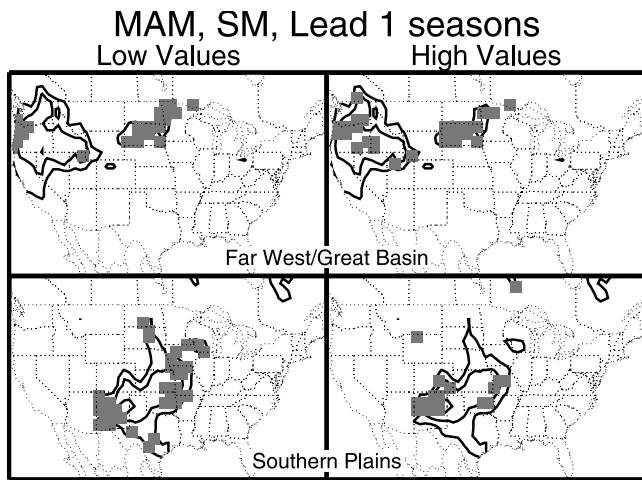 MAM, SM, Lead 1 seasons
Low Values High Values
Far West/Great Basin
Southern Plains